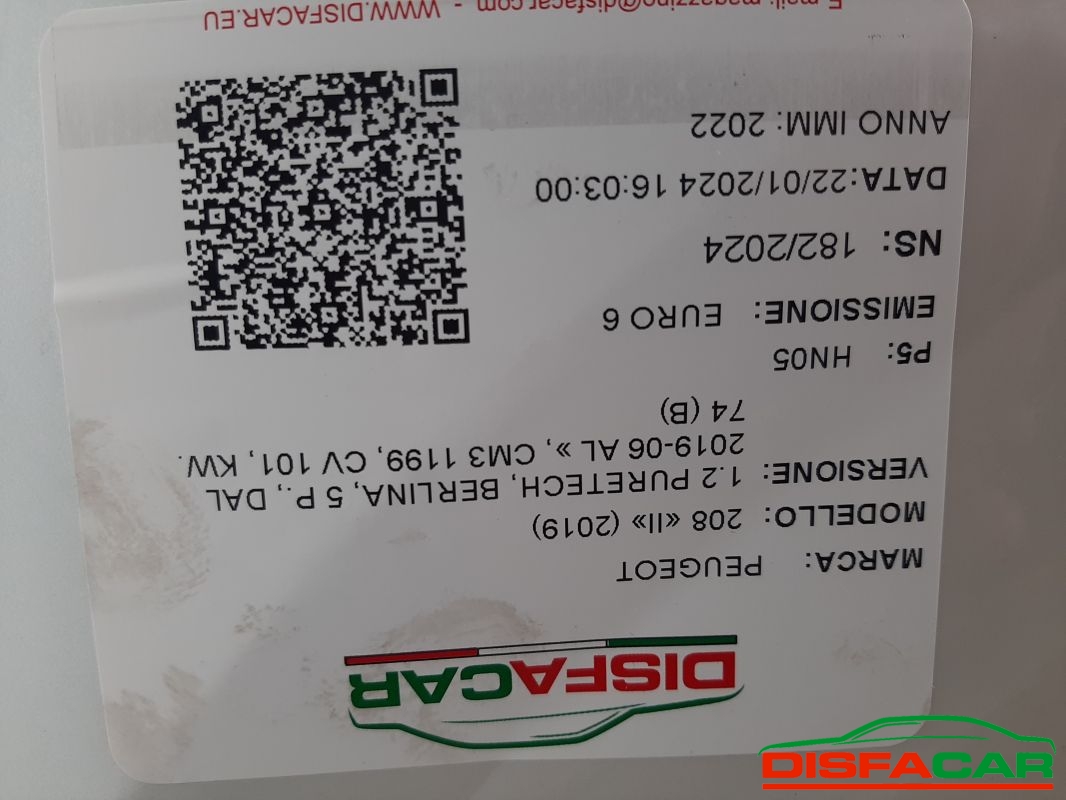 DISFACAR
MARCA: PEUGEOT
MODELLO: 208 «II» (2019)
VERSIONE: 1.2 PURETECH, BERLINA, 5 P., DAL
2019-06 AL », CM3 1199, CV 101, KW.
74 (B)
P5: HN05
EMISSIONE: EURO 6
NS: 182/2024
DATA:22/01/2024 16:03:00
ANNO IMM: 2022
E-mail: magazzino@disfacar.com - WWW.DISFACAR.EU
DISFACAR